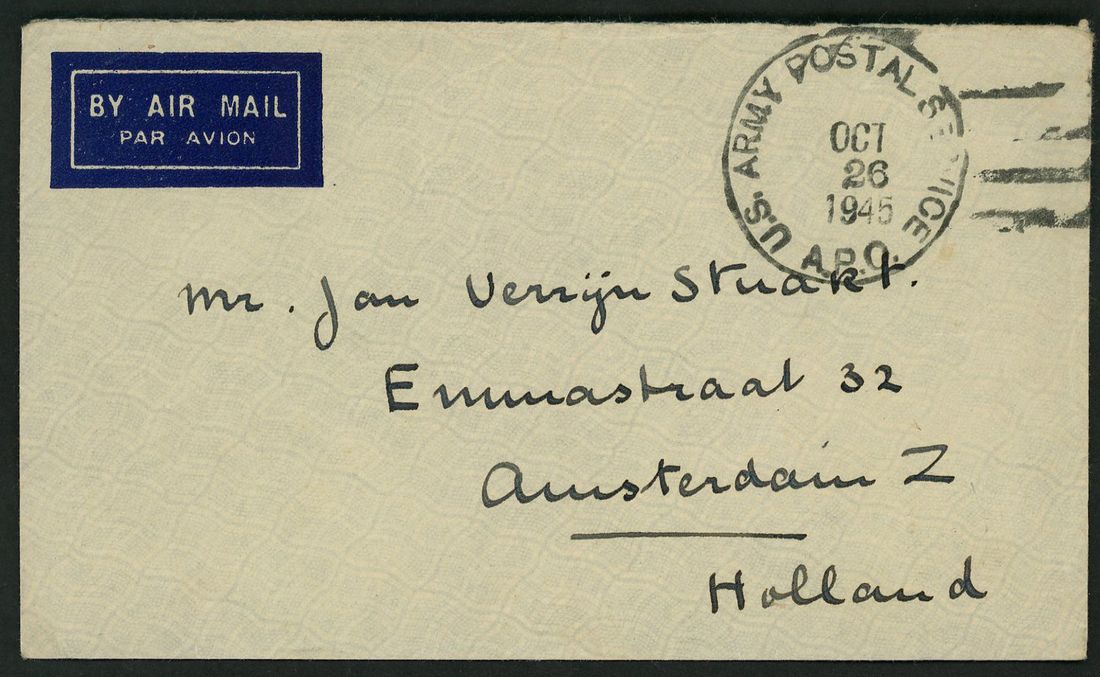 BY AIR MAIL
PAR AVION
U.S. ARMY POSTAL SERVICE
OCT
26
1945
A.P.O.
Mr. Jan Verrijn Stuart.
Emmastraat 32
Amsterdam Z
Holland